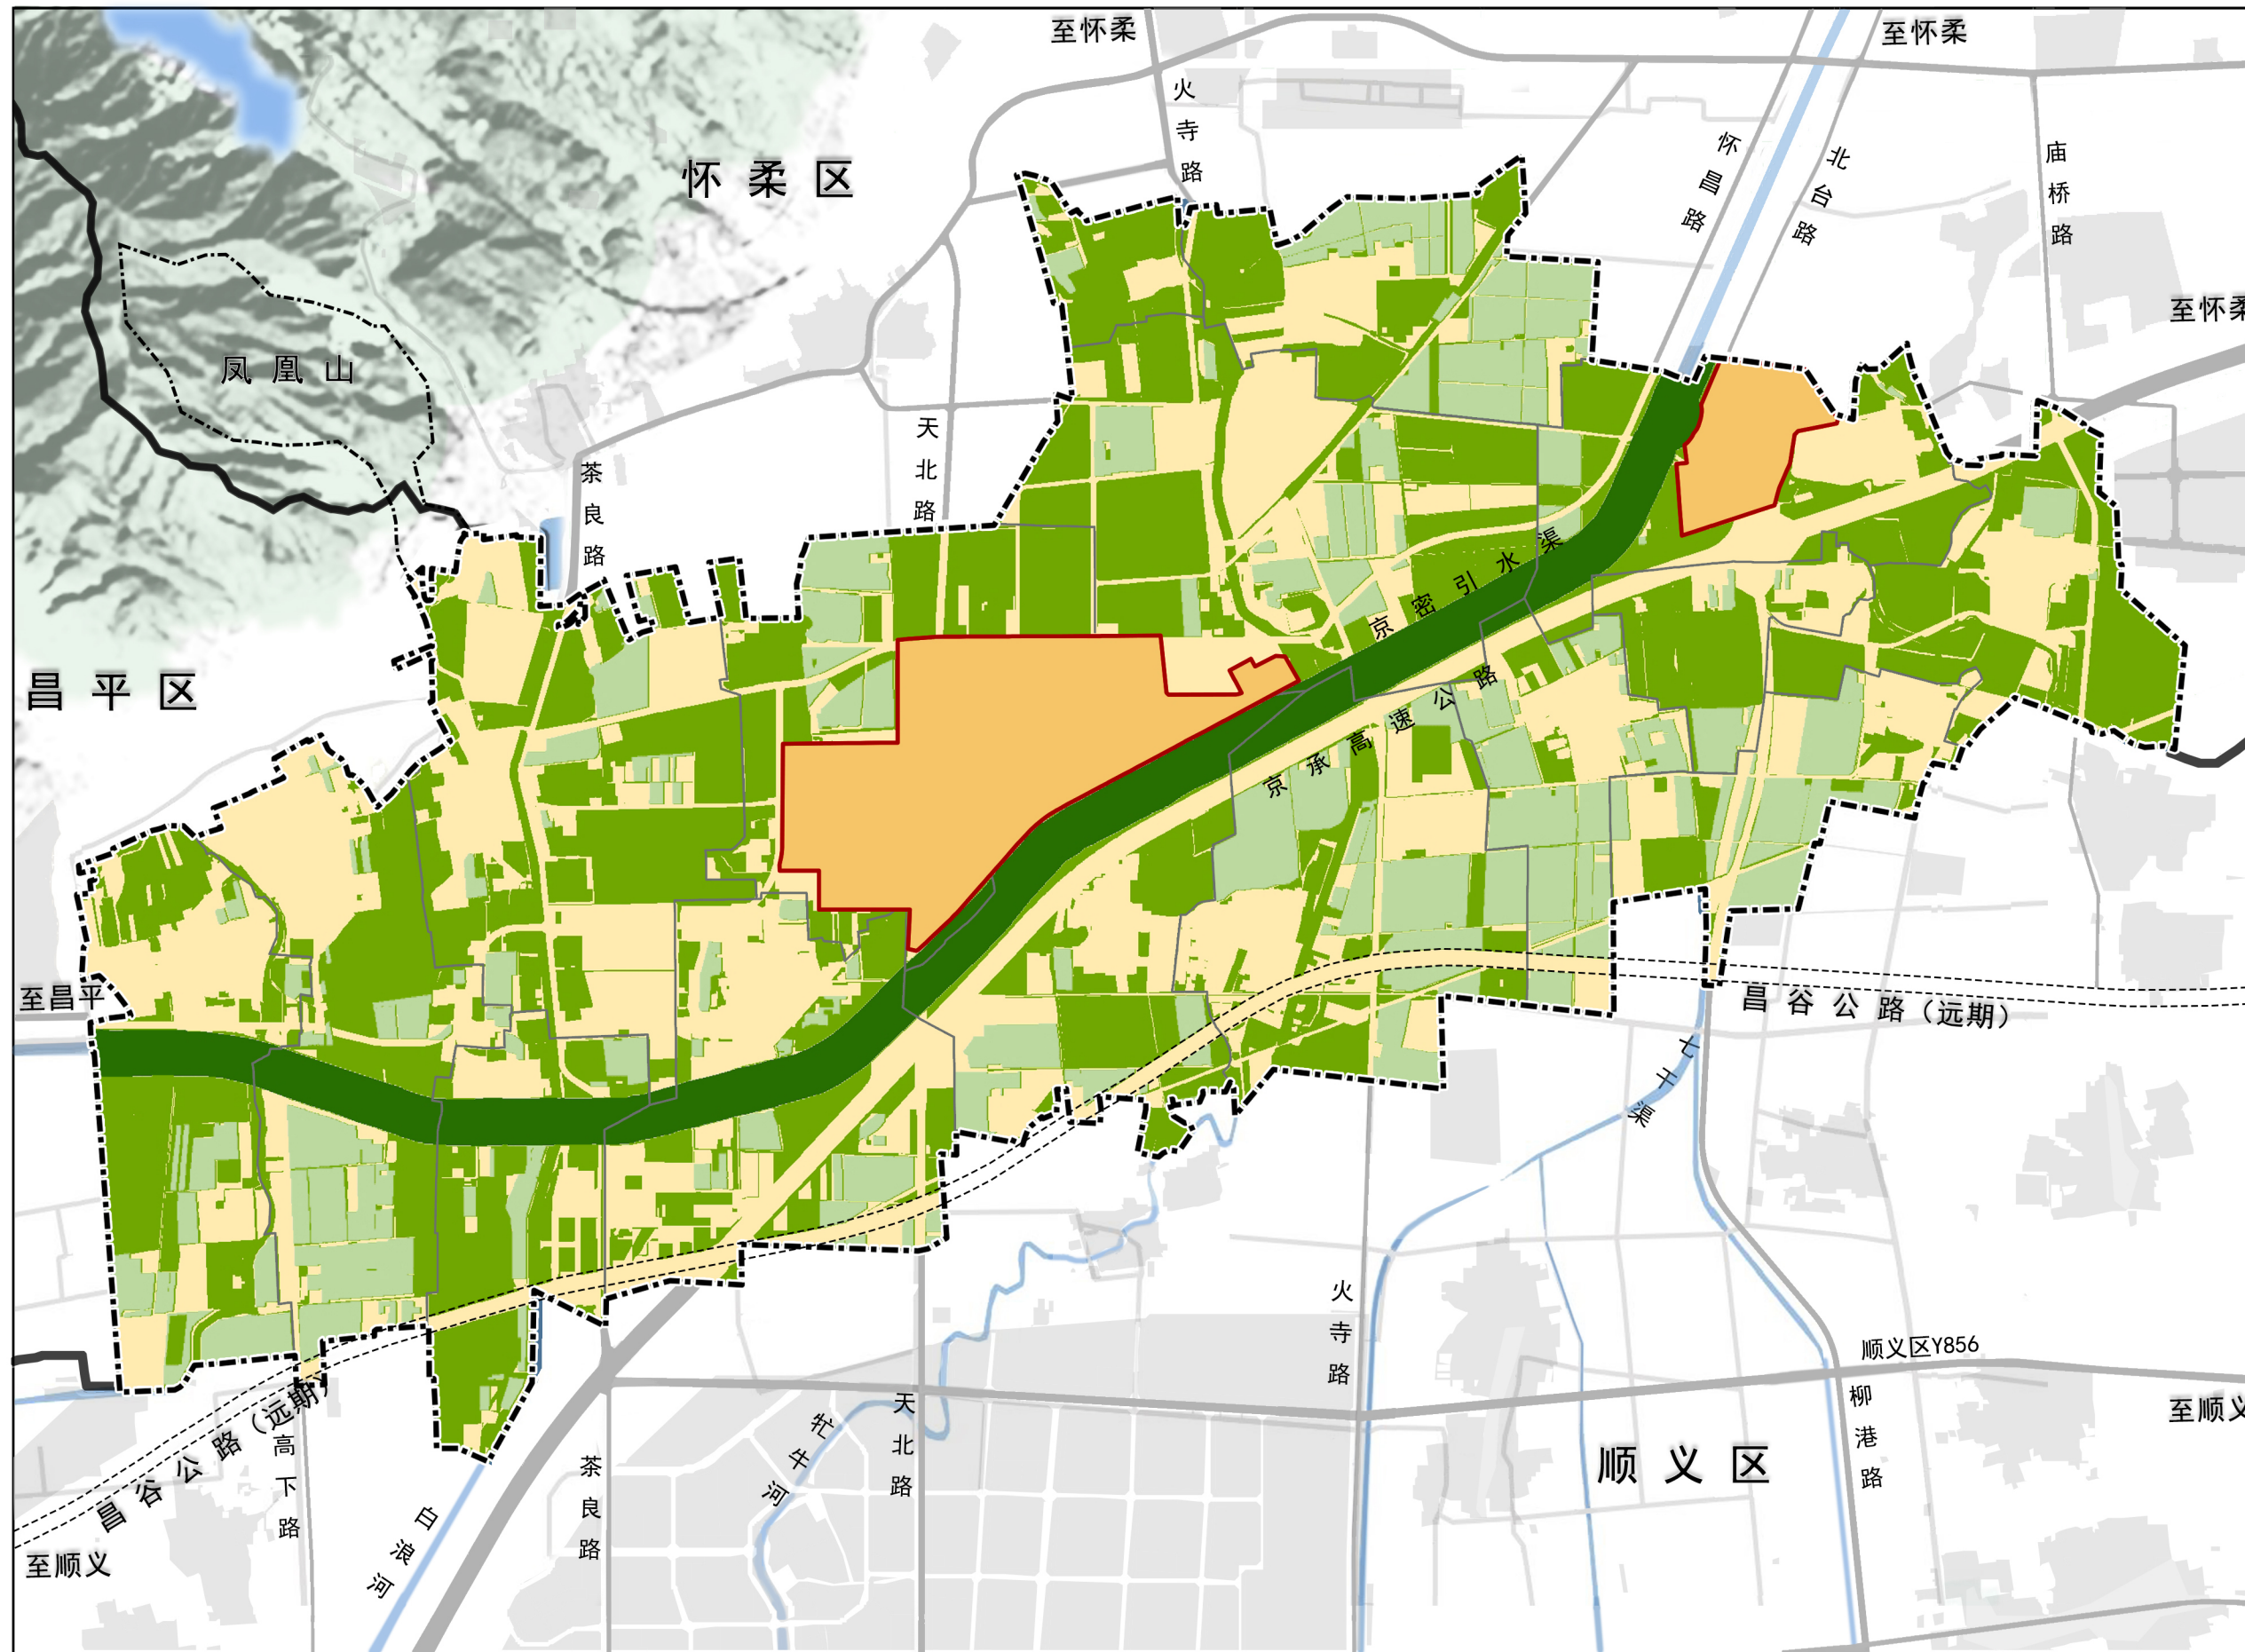 至怀柔
至怀柔
火寺路
怀昌路
北台路
庙桥路
怀柔区
至怀柔
凤凰山
天北路
茶良路
京密引水渠
昌平区
京承高速公路
至昌平
昌谷公路（远期）
七干渠
火寺路
顺义区Y856
昌谷公路（远期）
高下路
天北路
牤牛河
柳港路
至顺义
顺义区
茶良路
白浪河
至顺义